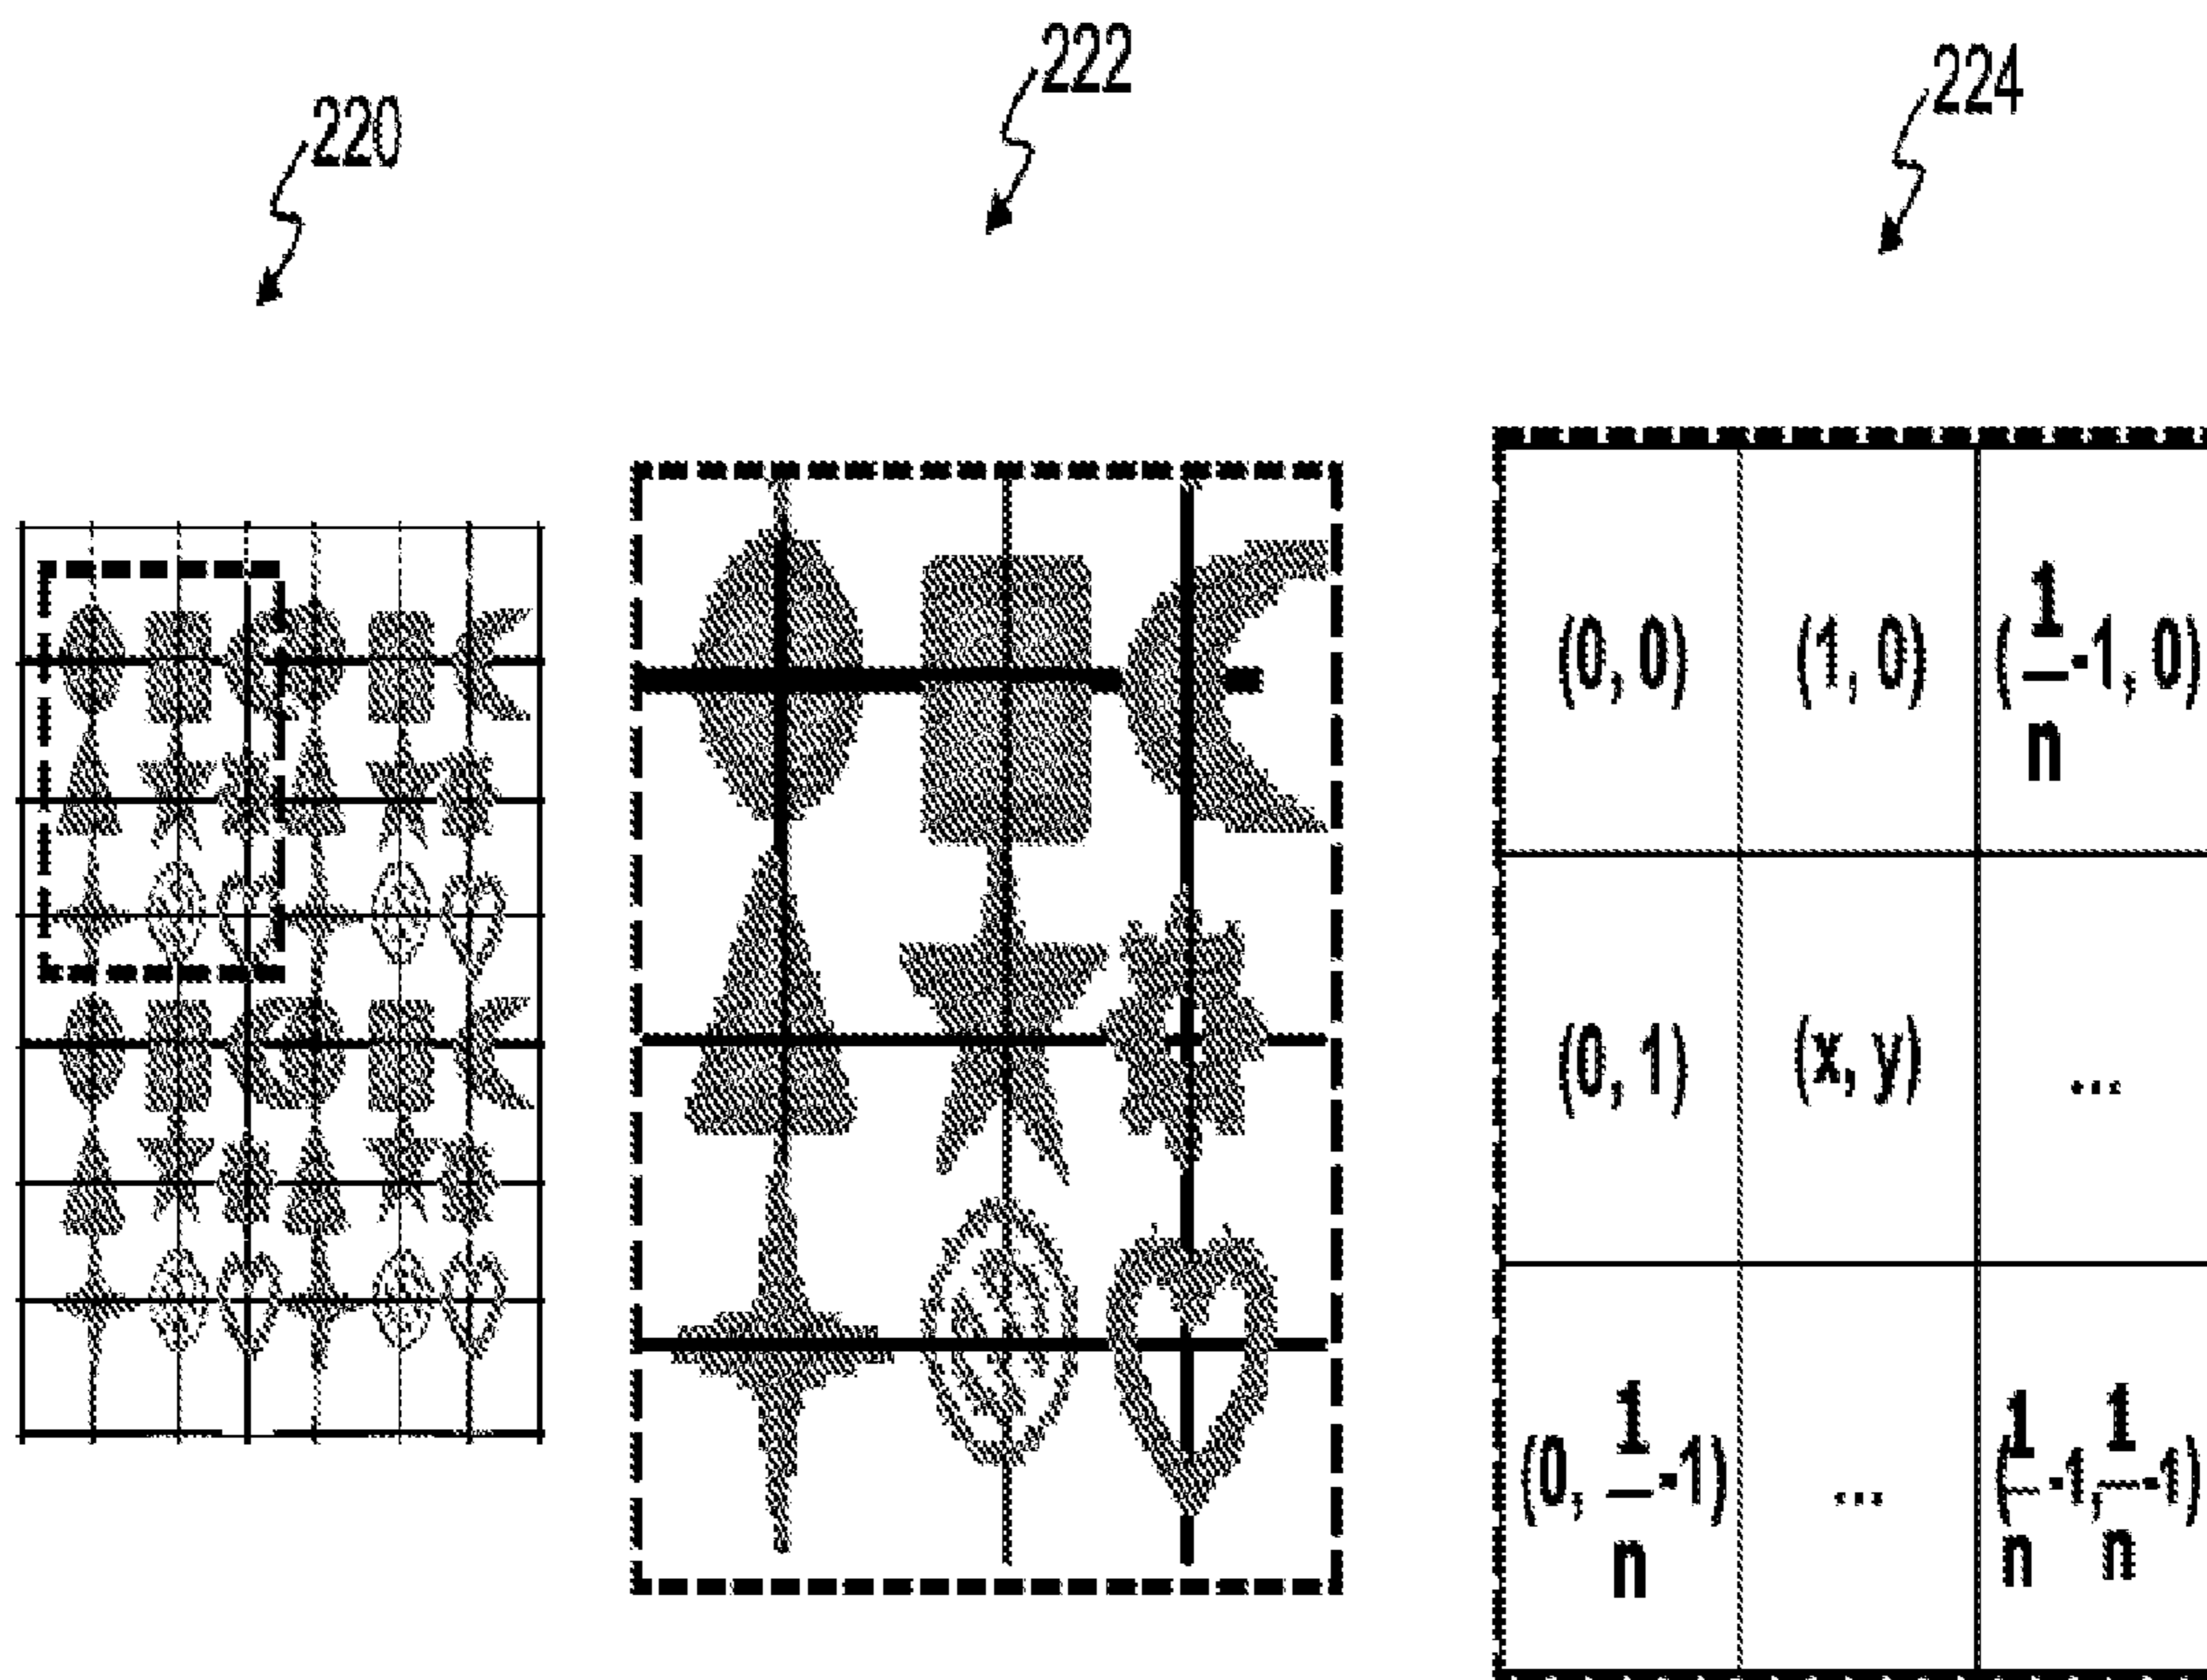 220
222
224
(0, 0) (1, 0) (1/n-1, 0)
(0, 1) (x, y) ...
(0, 1/n-1) ... (1/n-1, 1/n-1)